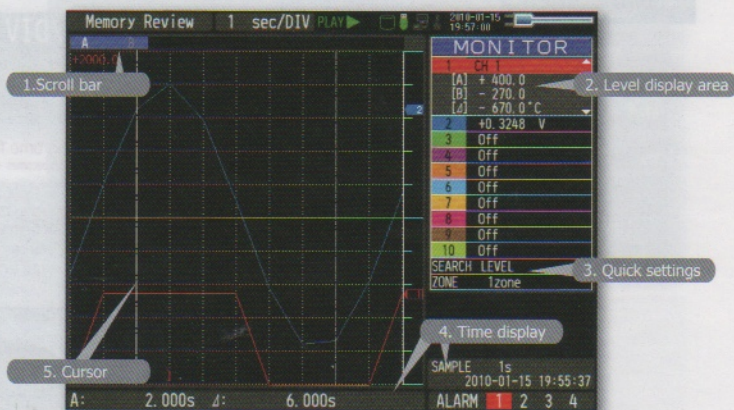 Memory Review 1 sec/DIV PLAY 2010-01-15
19:57:00
A B
+2000.0
1.Scroll bar
MONITOR
1 CH 1
[A] + 400.0
[B] - 270.0
[⊿] - 670.0°C
2. Level display area
2 +0.3248 V
3 Off
4 Off
5 Off
6 Off
7 Off
8 Off
9 Off
10 Off
SEARCH LEVEL
ZONE 1zone
3. Quick settings
2
4. Time display
5. Cursor
SAMPLE 1s
2010-01-15 19:55:37
A: 2.000s ⊿: 6.000s
ALARM 1 2 3 4